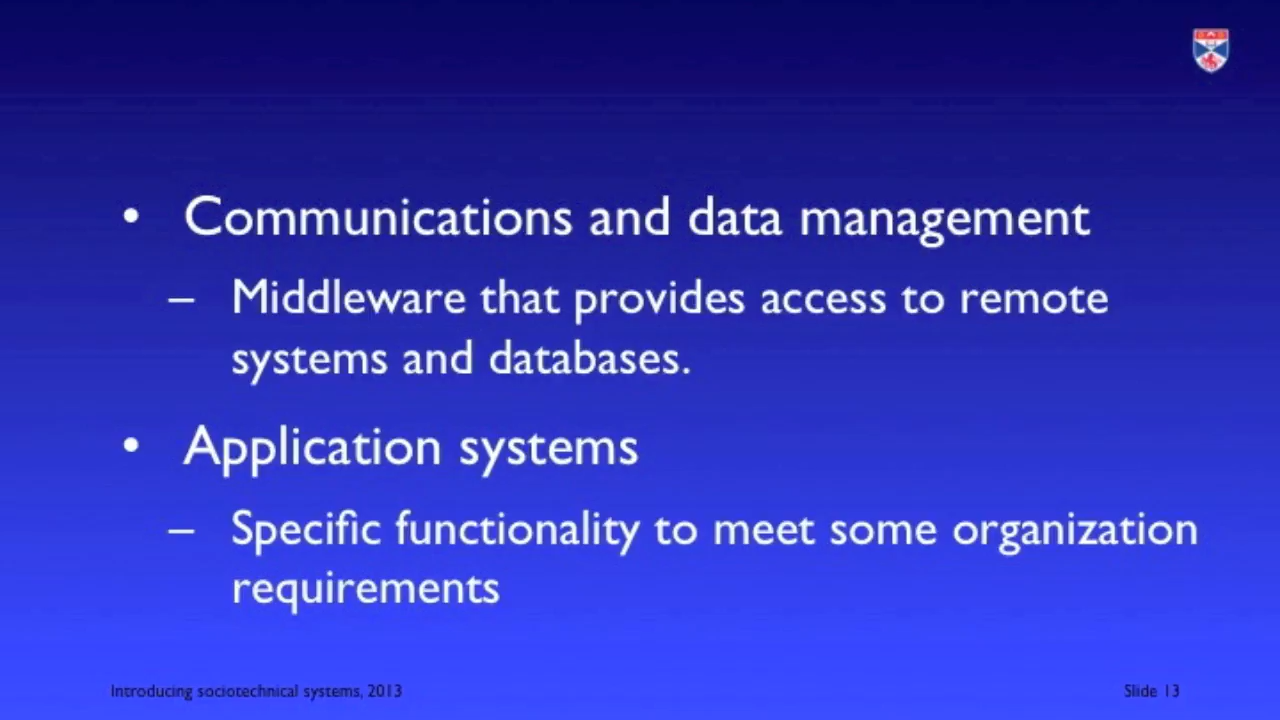 • Communications and data management
– Middleware that provides access to remote
systems and databases.
• Application systems
– Specific functionality to meet some organization
requirements
Introducing sociotechnical systems, 2013
Slide 13